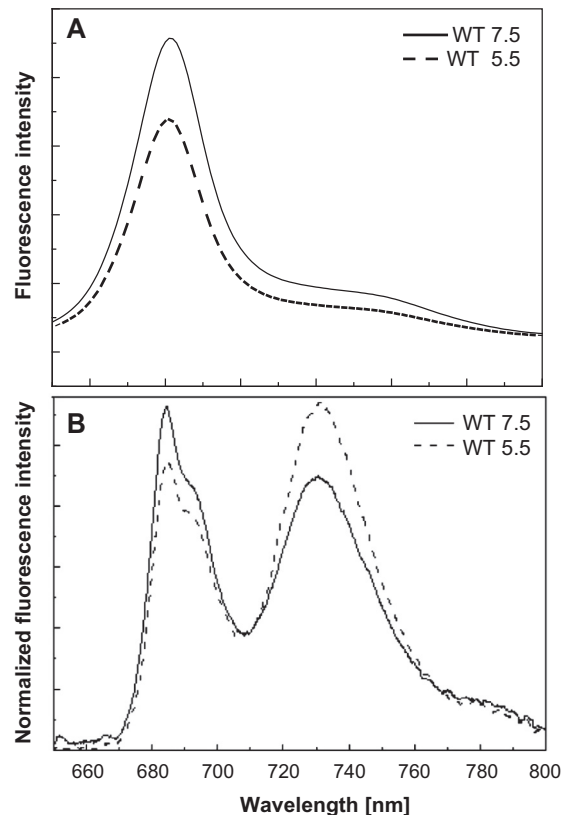 A
WT 7.5
WT 5.5
Fluorescence intensity
B
WT 7.5
WT 5.5
Normalized fluorescence intensity
660 680 700 720 740 760 780 800
Wavelength [nm]